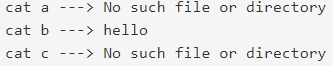 cat a ---> No such file or directory
cat b ---> hello
cat c ---> No such file or directory